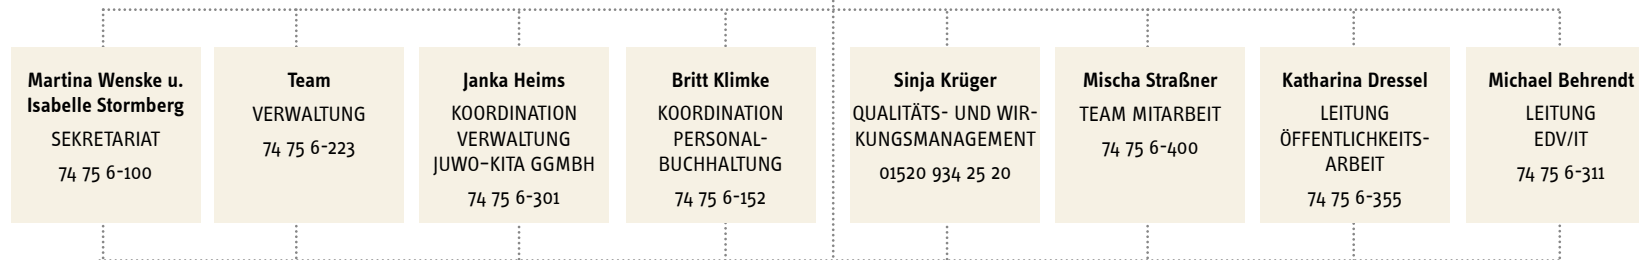 Martina Wenske u.
Isabelle Stormberg
SEKRETARIAT
74 75 6-100
Team
VERWALTUNG
74 75 6-223
Janka Heims
KOORDINATION
VERWALTUNG
JUWO-KITA GGMBH
74 75 6-301
Britt Klimke
KOORDINATION
PERSONAL-
BUCHHALTUNG
74 75 6-152
Sinja Krüger
QUALITÄTS- UND WIR-
KUNGSMANAGEMENT
01520 934 25 20
Mischa Straßner
TEAM MITARBEIT
74 75 6-400
Katharina Dressel
LEITUNG
ÖFFENTLICHKEITS-
ARBEIT
74 75 6-355
Michael Behrendt
LEITUNG
EDV/IT
74 75 6-311